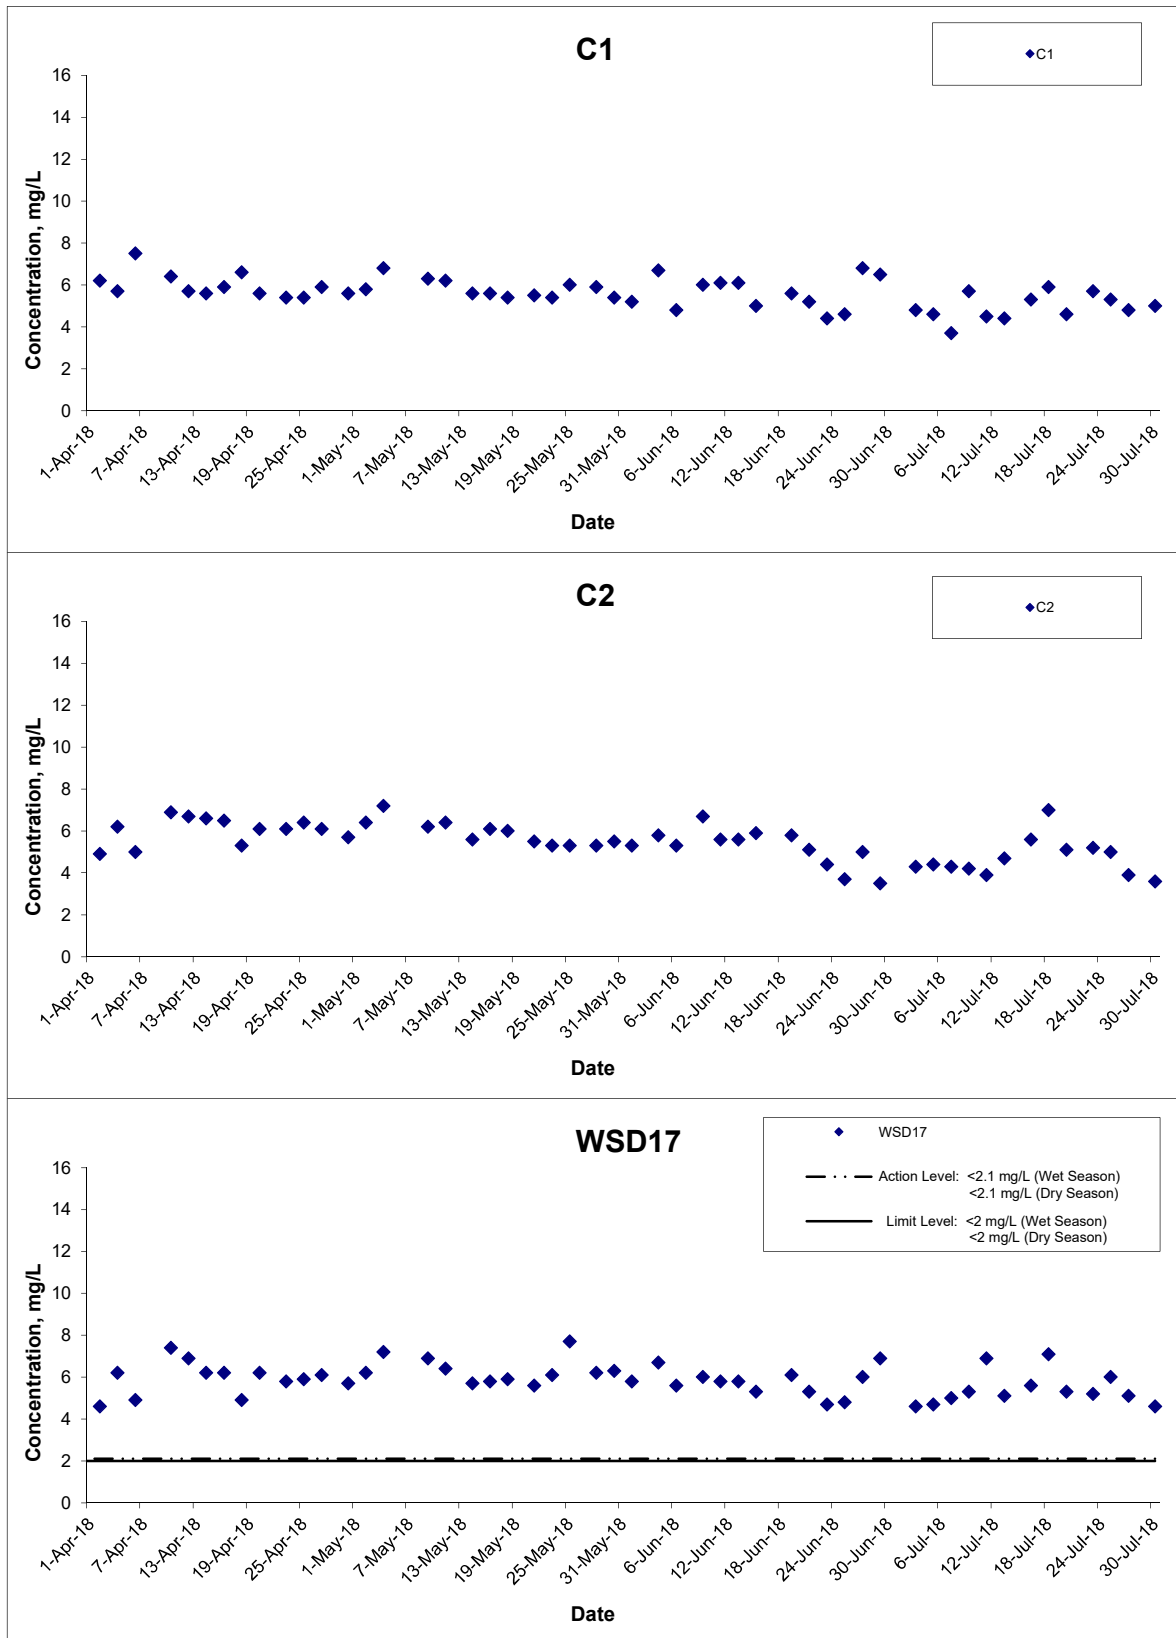 C1
C1
16
14
12
10
8
6
4
2
0
Concentration, mg/L
1-Apr-18
7-Apr-18
13-Apr-18
19-Apr-18
25-Apr-18
1-May-18
7-May-18
13-May-18
19-May-18
25-May-18
31-May-18
6-Jun-18
12-Jun-18
18-Jun-18
24-Jun-18
30-Jun-18
6-Jul-18
12-Jul-18
18-Jul-18
24-Jul-18
30-Jul-18
Date
C2
C2
16
14
12
10
8
6
4
2
0
Concentration, mg/L
1-Apr-18
7-Apr-18
13-Apr-18
19-Apr-18
25-Apr-18
1-May-18
7-May-18
13-May-18
19-May-18
25-May-18
31-May-18
6-Jun-18
12-Jun-18
18-Jun-18
24-Jun-18
30-Jun-18
6-Jul-18
12-Jul-18
18-Jul-18
24-Jul-18
30-Jul-18
Date
WSD17
WSD17
Action Level: <2.1 mg/L (Wet Season)
<2.1 mg/L (Dry Season)
Limit Level: <2 mg/L (Wet Season)
<2 mg/L (Dry Season)
16
14
12
10
8
6
4
2
0
Concentration, mg/L
1-Apr-18
7-Apr-18
13-Apr-18
19-Apr-18
25-Apr-18
1-May-18
7-May-18
13-May-18
19-May-18
25-May-18
31-May-18
6-Jun-18
12-Jun-18
18-Jun-18
24-Jun-18
30-Jun-18
6-Jul-18
12-Jul-18
18-Jul-18
24-Jul-18
30-Jul-18
Date